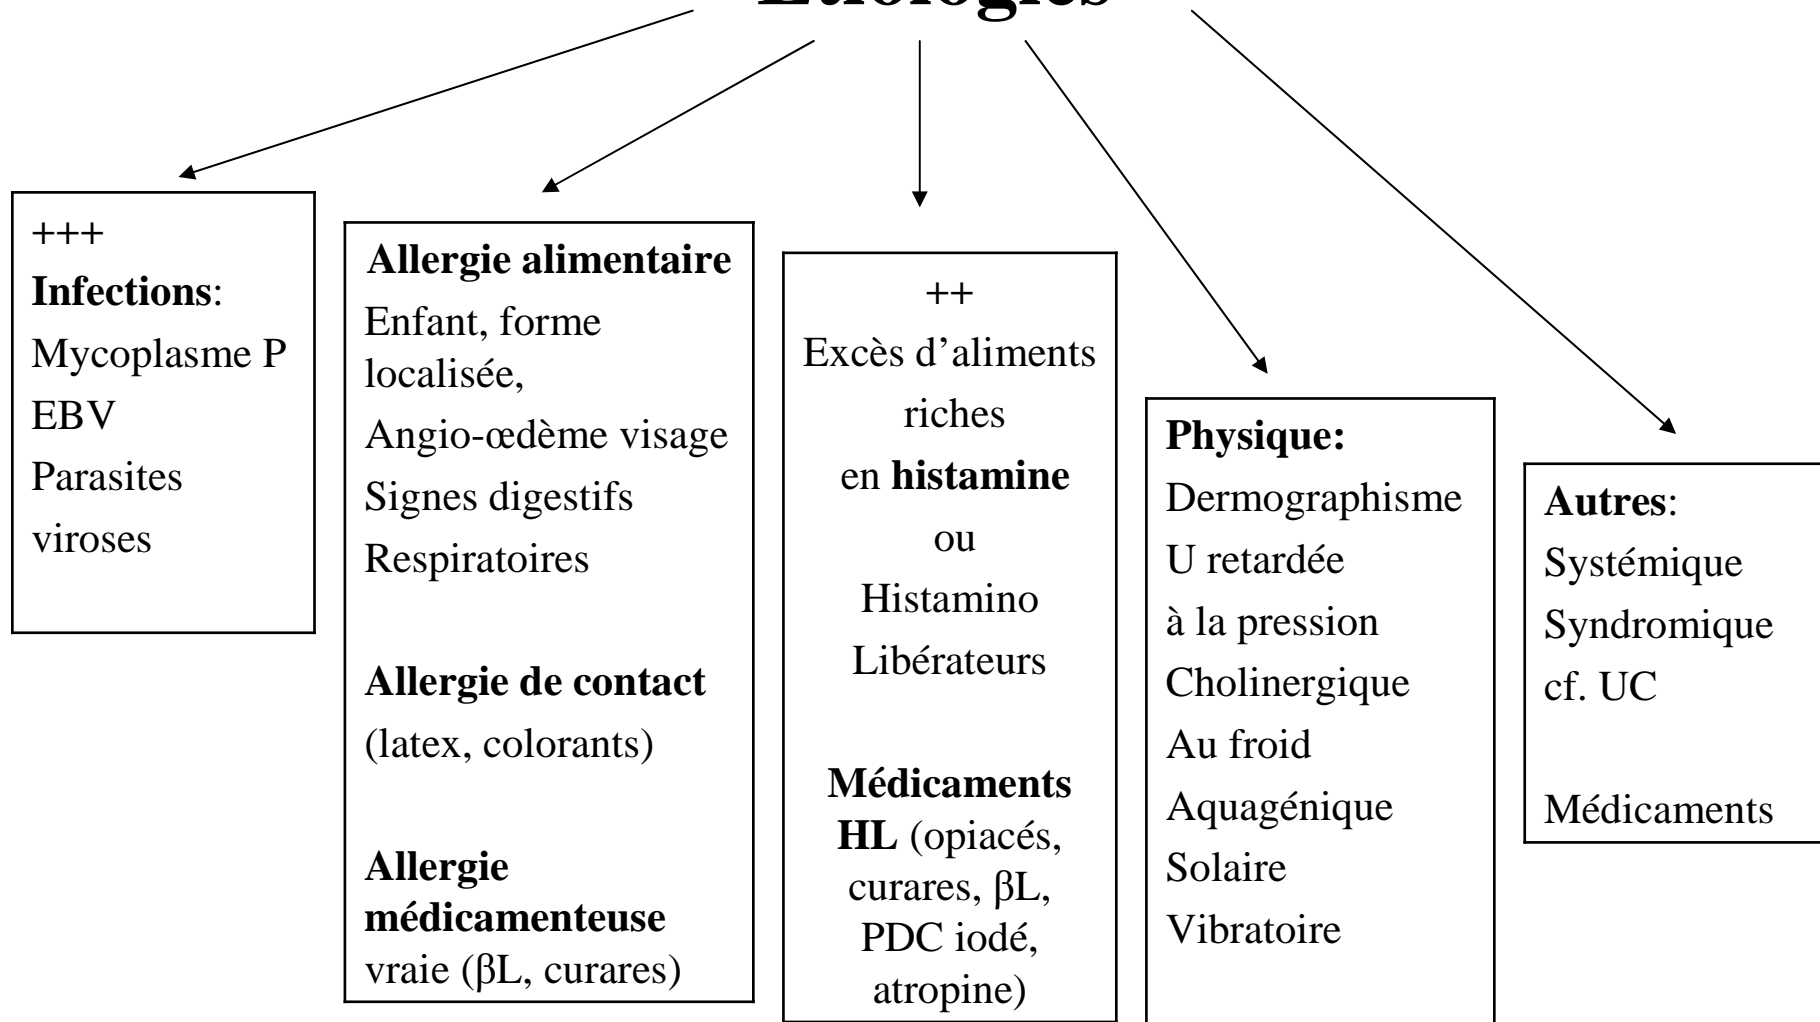 Etiologies
+++
Infections:
Mycoplasme P
EBV
Parasites
viroses
Allergie alimentaire
Enfant, forme
localisée,
Angio-œdème visage
Signes digestifs
Respiratoires
Allergie de contact
(latex, colorants)
Allergie
médicamenteuse
vraie (βL, curares)
++
Excès d’aliments
riches
en histamine
ou
Histamino
Libérateurs
Médicaments
HL (opiacés,
curares, βL,
PDC iodé,
atropine)
Physique:
Dermographisme
U retardée
à la pression
Cholinergique
Au froid
Aquagénique
Solaire
Vibratoire
Autres:
Systémique
Syndromique
cf. UC
Médicaments